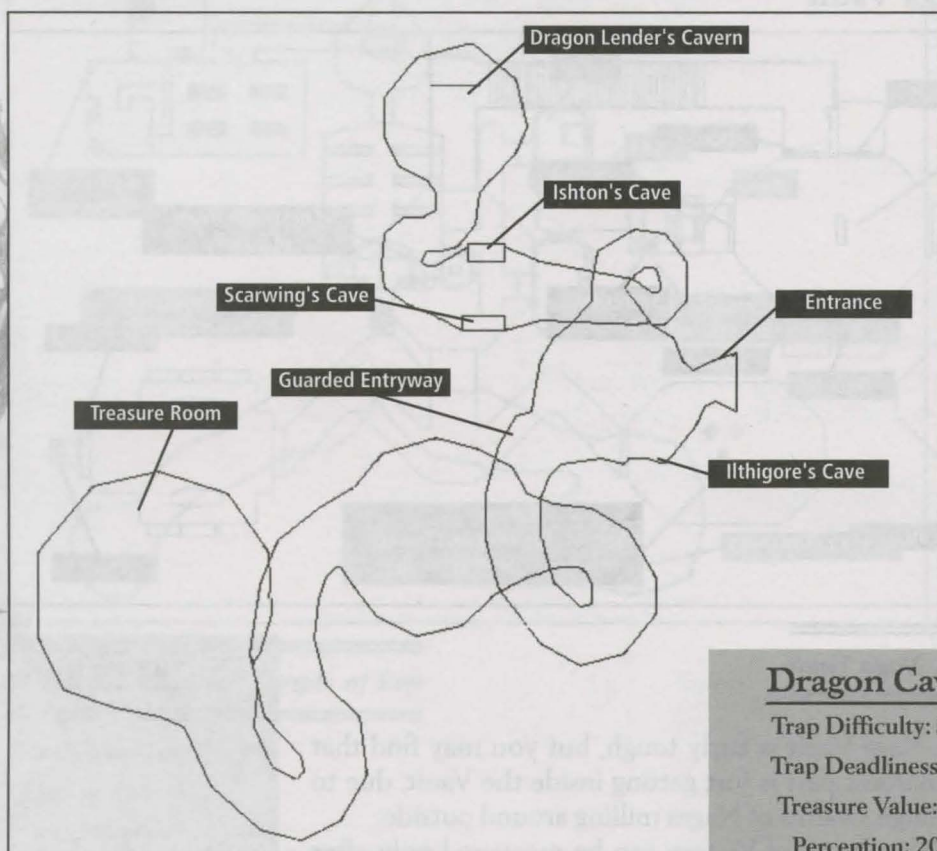 Dragon Lender's Cavern
Ishton's Cave
Scarwing's Cave
Entrance
Guarded Entryway
Treasure Room
Ilthigore's Cave
Dragon
Trap Difficulty:
Trap Deadliness
Treasure Value:
Perception: 20